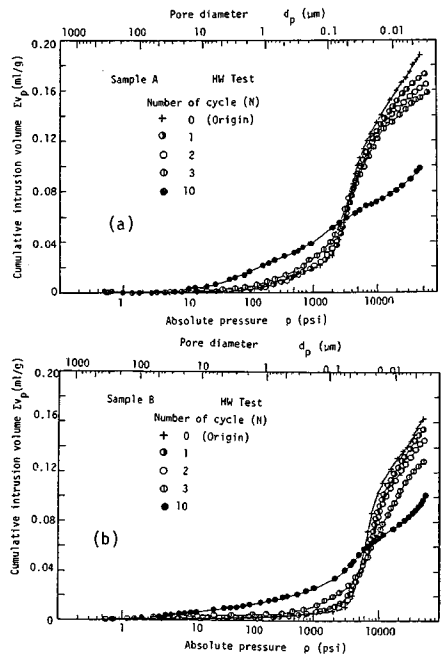 Pore diameter d_p (μm)
1000 100 10 1 0.1 0.01
0.20
0.16
0.12
0.08
0.04
0
Cumulative intrusion volume Σv_p(ml/g)
Sample A HW Test
Number of cycle (N)
+ 0 (Origin)
◑ 1
○ 2
⦶ 3
● 10
(a)
1 10 100 1000 10000
Absolute pressure p (psi)
Pore diameter d_p (μm)
1000 100 10 1 0.1 0.01
0.20
0.16
0.12
0.08
0.04
0
Cumulative intrusion volume Σv_p(ml/g)
Sample B HW Test
Number of cycle (N)
+ 0 (Origin)
◑ 1
○ 2
⦶ 3
● 10
(b)
1 10 100 1000 10000
Absolute pressure p (psi)